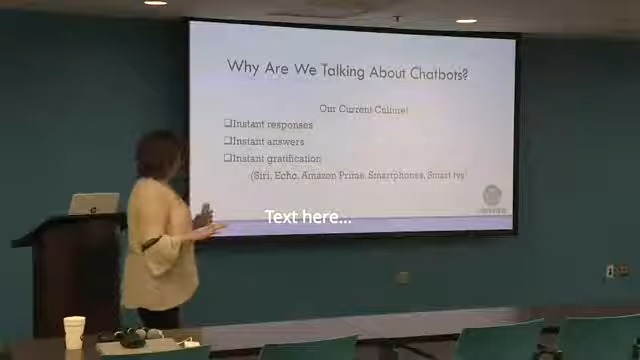 Why Are We Talking About Chatbots?
Our Current Culture!
❑Instant responses
❑Instant answers
❑Instant gratification
(Siri, Echo, Amazon Prime, Smartphones, Smart tvs
Text here...